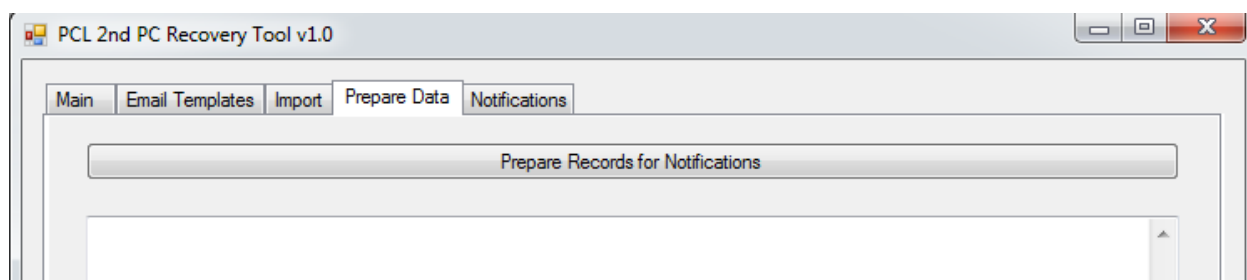 PCL 2nd PC Recovery Tool v1.0
Main Email Templates Import Prepare Data Notifications
Prepare Records for Notifications